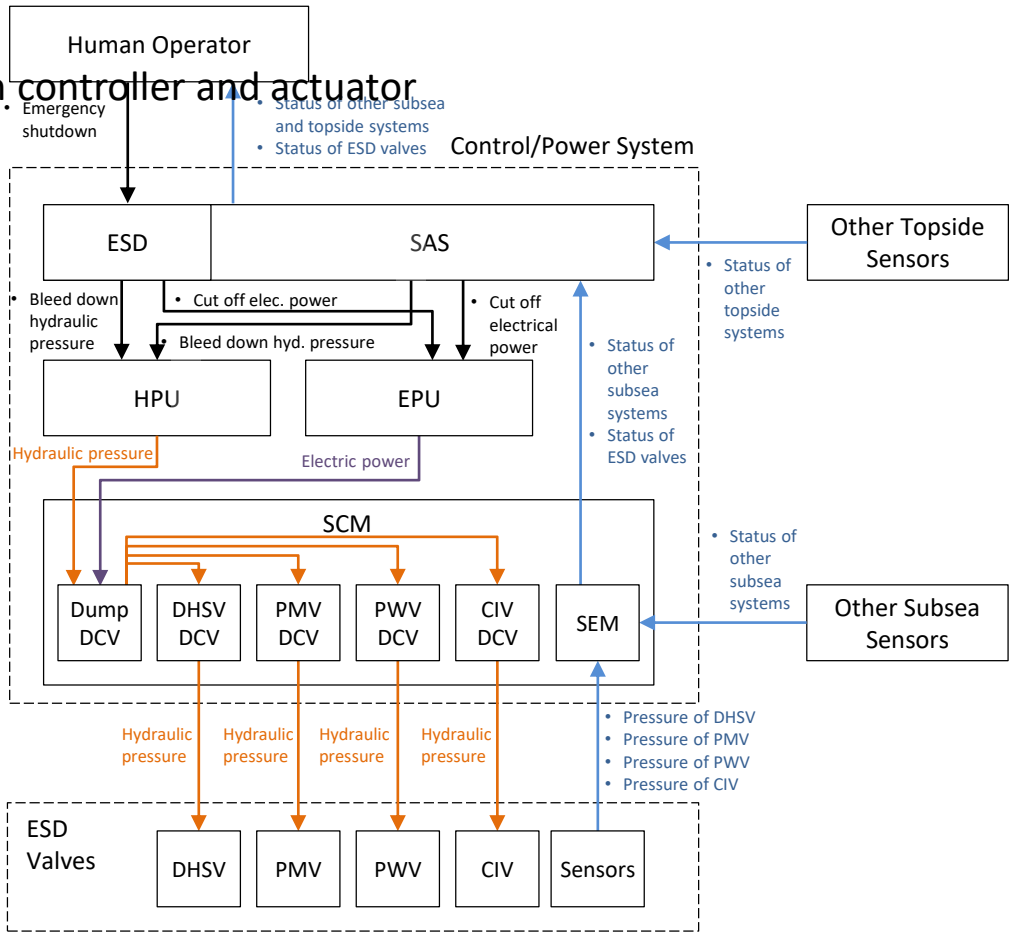 Human Operator
n controller and actuator
• Emergency
shutdown
• Status of other subsea
and topside systems
• Status of ESD valves
Control/Power System
ESD
SAS
Other Topside
Sensors
• Status of
other
topside
systems
• Bleed down
hydraulic
pressure
• Cut off elec. power
• Bleed down hyd. pressure
• Cut off
electrical
power
• Status of
other
subsea
systems
• Status of
ESD valves
HPU
EPU
Hydraulic pressure
Electric power
SCM
• Status of
other
subsea
systems
Dump
DCV
DHSV
DCV
PMV
DCV
PWV
DCV
CIV
DCV
SEM
Other Subsea
Sensors
Hydraulic
pressure
Hydraulic
pressure
Hydraulic
pressure
Hydraulic
pressure
• Pressure of DHSV
• Pressure of PMV
• Pressure of PWV
• Pressure of CIV
ESD
Valves
DHSV
PMV
PWV
CIV
Sensors